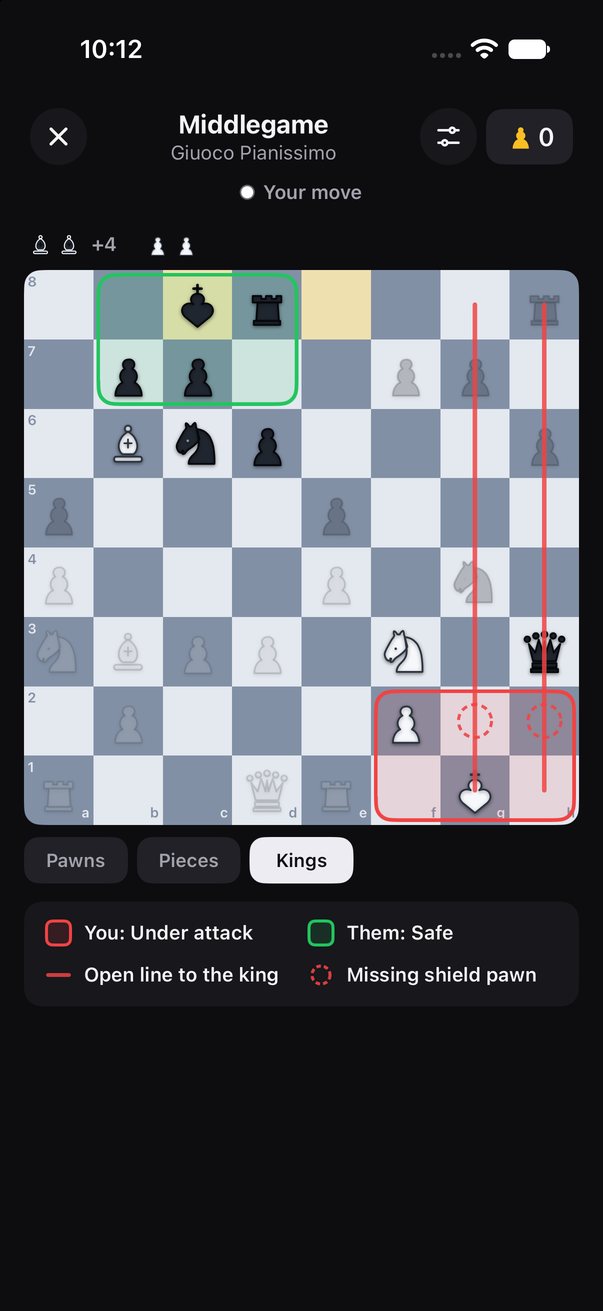 10:12
Middlegame
Giuoco Pianissimo
0
Your move
+4
8
7
6
5
4
3
2
1
a b c d e f g h
Pawns Pieces Kings
You: Under attack Them: Safe
Open line to the king Missing shield pawn